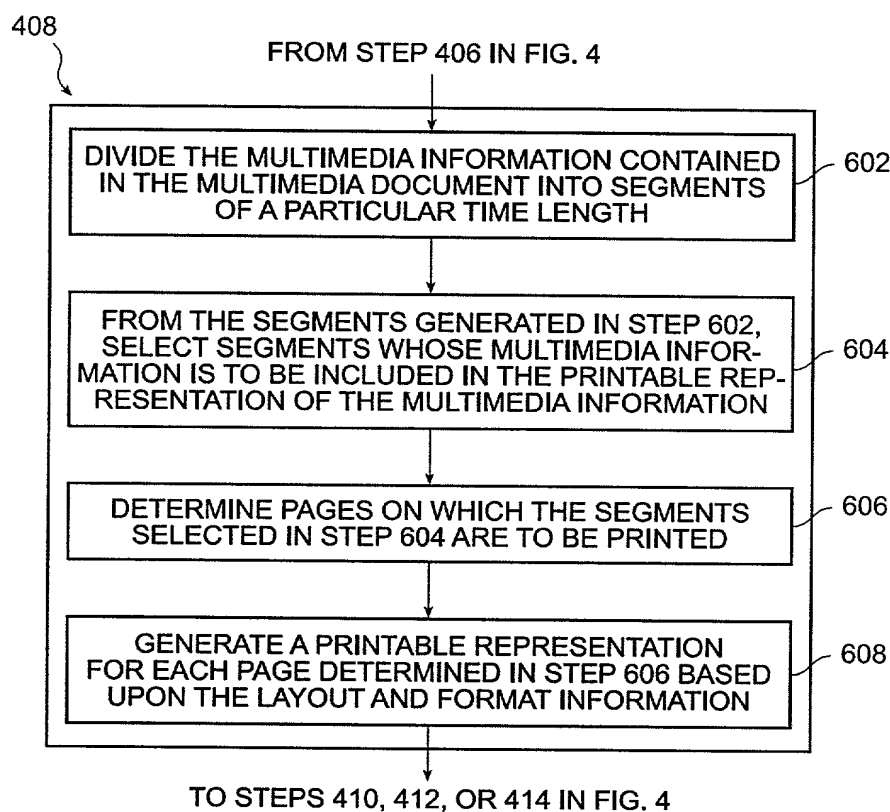 408
FROM STEP 406 IN FIG. 4
DIVIDE THE MULTIMEDIA INFORMATION CONTAINED
IN THE MULTIMEDIA DOCUMENT INTO SEGMENTS
OF A PARTICULAR TIME LENGTH
602
FROM THE SEGMENTS GENERATED IN STEP 602,
SELECT SEGMENTS WHOSE MULTIMEDIA INFOR-
MATION IS TO BE INCLUDED IN THE PRINTABLE REP-
RESENTATION OF THE MULTIMEDIA INFORMATION
604
DETERMINE PAGES ON WHICH THE SEGMENTS
SELECTED IN STEP 604 ARE TO BE PRINTED
606
GENERATE A PRINTABLE REPRESENTATION
FOR EACH PAGE DETERMINED IN STEP 606 BASED
UPON THE LAYOUT AND FORMAT INFORMATION
608
TO STEPS 410, 412, OR 414 IN FIG. 4